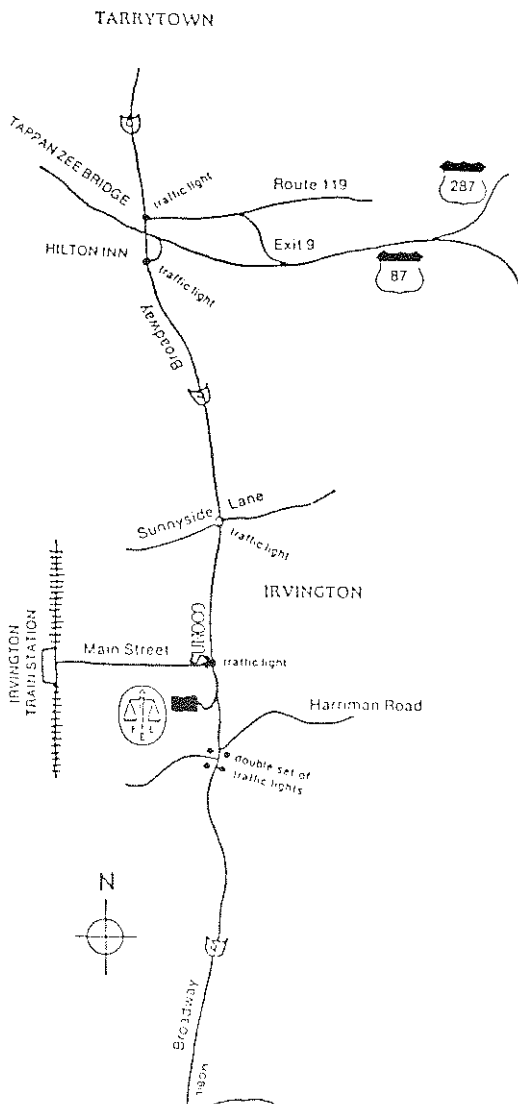 TARRYTOWN
TAPPAN ZEE BRIDGE
traffic light
Route 119
287
HILTON INN
Exit 9
traffic light
87
Broadway
Sunnyside Lane
traffic light
IRVINGTON
IRVINGTON
TRAIN STATION
Main Street
traffic light
F E L
Harriman Road
double set of
traffic lights
N
Broadway